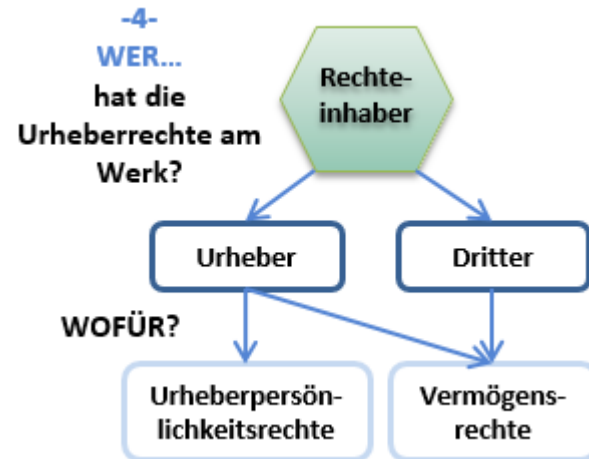 -4-
WER...
hat die
Urheberrechte am
Werk?
Rechte-
inhaber
Urheber
Dritter
WOFÜR?
Urheberpersön-
lichkeitsrechte
Vermögens-
rechte